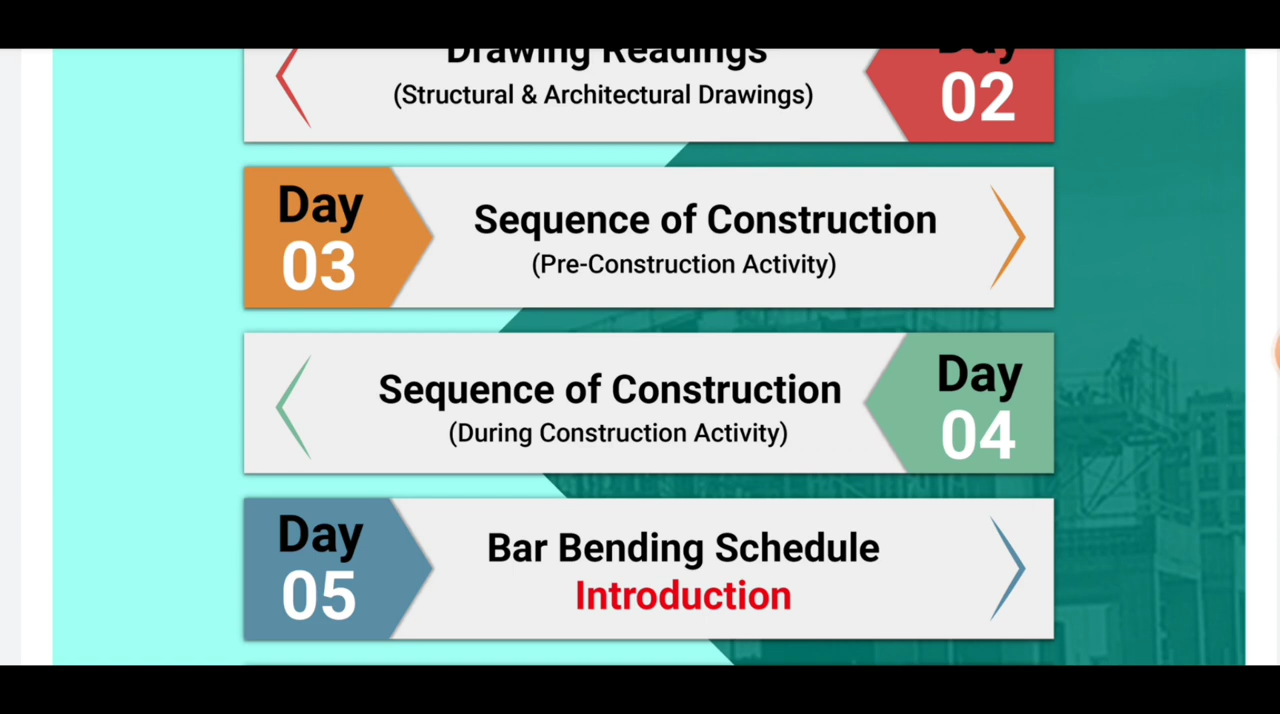 Drawing Readings
(Structural & Architectural Drawings)
Day
02
Day
03
Sequence of Construction
(Pre-Construction Activity)
Sequence of Construction
(During Construction Activity)
Day
04
Day
05
Bar Bending Schedule
Introduction